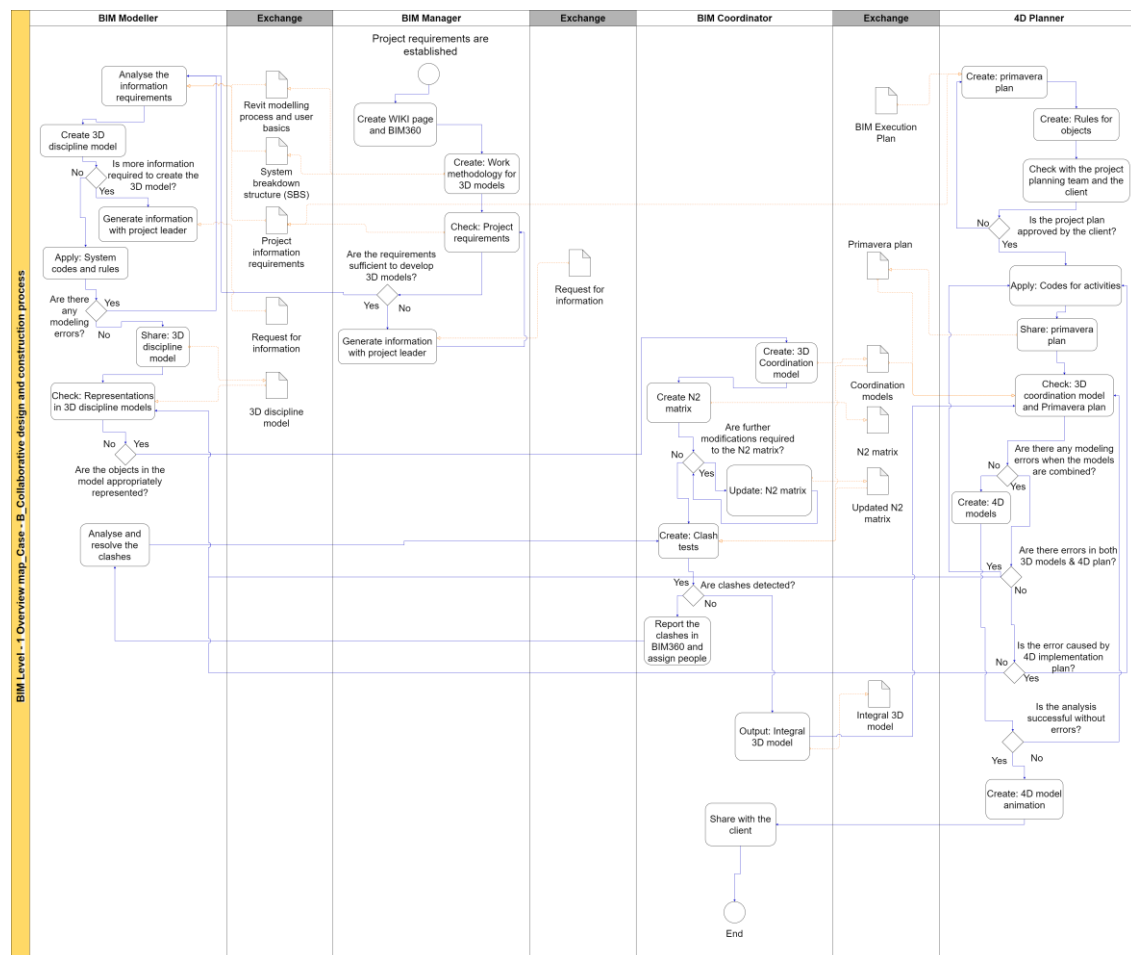 BIM Level - 1 Overview map_Case - B_Collaborative design and construction process
BIM Modeller
Exchange
BIM Manager
Exchange
BIM Coordinator
Exchange
4D Planner
Analyse the
information
requirements
Create 3D
discipline model
Is more information
required to create the
3D model?
No
Yes
Generate information
with project leader
Apply: System
codes and rules
Are there
any
modeling
errors?
Yes
No
Share: 3D
discipline
model
Check: Representations
in 3D discipline models
No
Yes
Are the objects in the
model appropriately
represented?
Analyse and
resolve the
clashes
Revit modelling
process and user
basics
System
breakdown
structure (SBS)
Project
information
requirements
Request for
information
3D discipline
model
Project requirements are
established
Create WIKI
page and BIM360
Create: Work
methodology for
3D models
Check: Project
requirements
Are the requirements
sufficient to develop
3D models?
Yes
No
Generate information
with project leader
Request for
information
Create: 3D
Coordination
model
Create N2
matrix
Are further
modifications required
to the N2 matrix?
No
Yes
Update: N2 matrix
Create: Clash
tests
Yes
Are clashes detected?
No
Report the
clashes in
BIM360 and
assign people
Output: Integral
3D model
Share with the
client
End
BIM Execution
Plan
Primavera plan
Coordination
models
N2 matrix
Updated N2
matrix
Integral 3D
model
Create: primavera
plan
Create: Rules for
objects
Check with the project
planning team and the
client
No
Is the project plan
approved by the client?
Yes
Apply: Codes for activities
Share: primavera
plan
Check: 3D
coordination model
and Primavera plan
Are there any modeling
errors when the models
are combined?
No
Yes
Create: 4D
models
Are there errors in both
3D models & 4D plan?
Yes
No
Is the error caused by
4D implementation
plan?
No
Yes
Is the analysis
successful without
errors?
Yes
No
Create: 4D model
animation